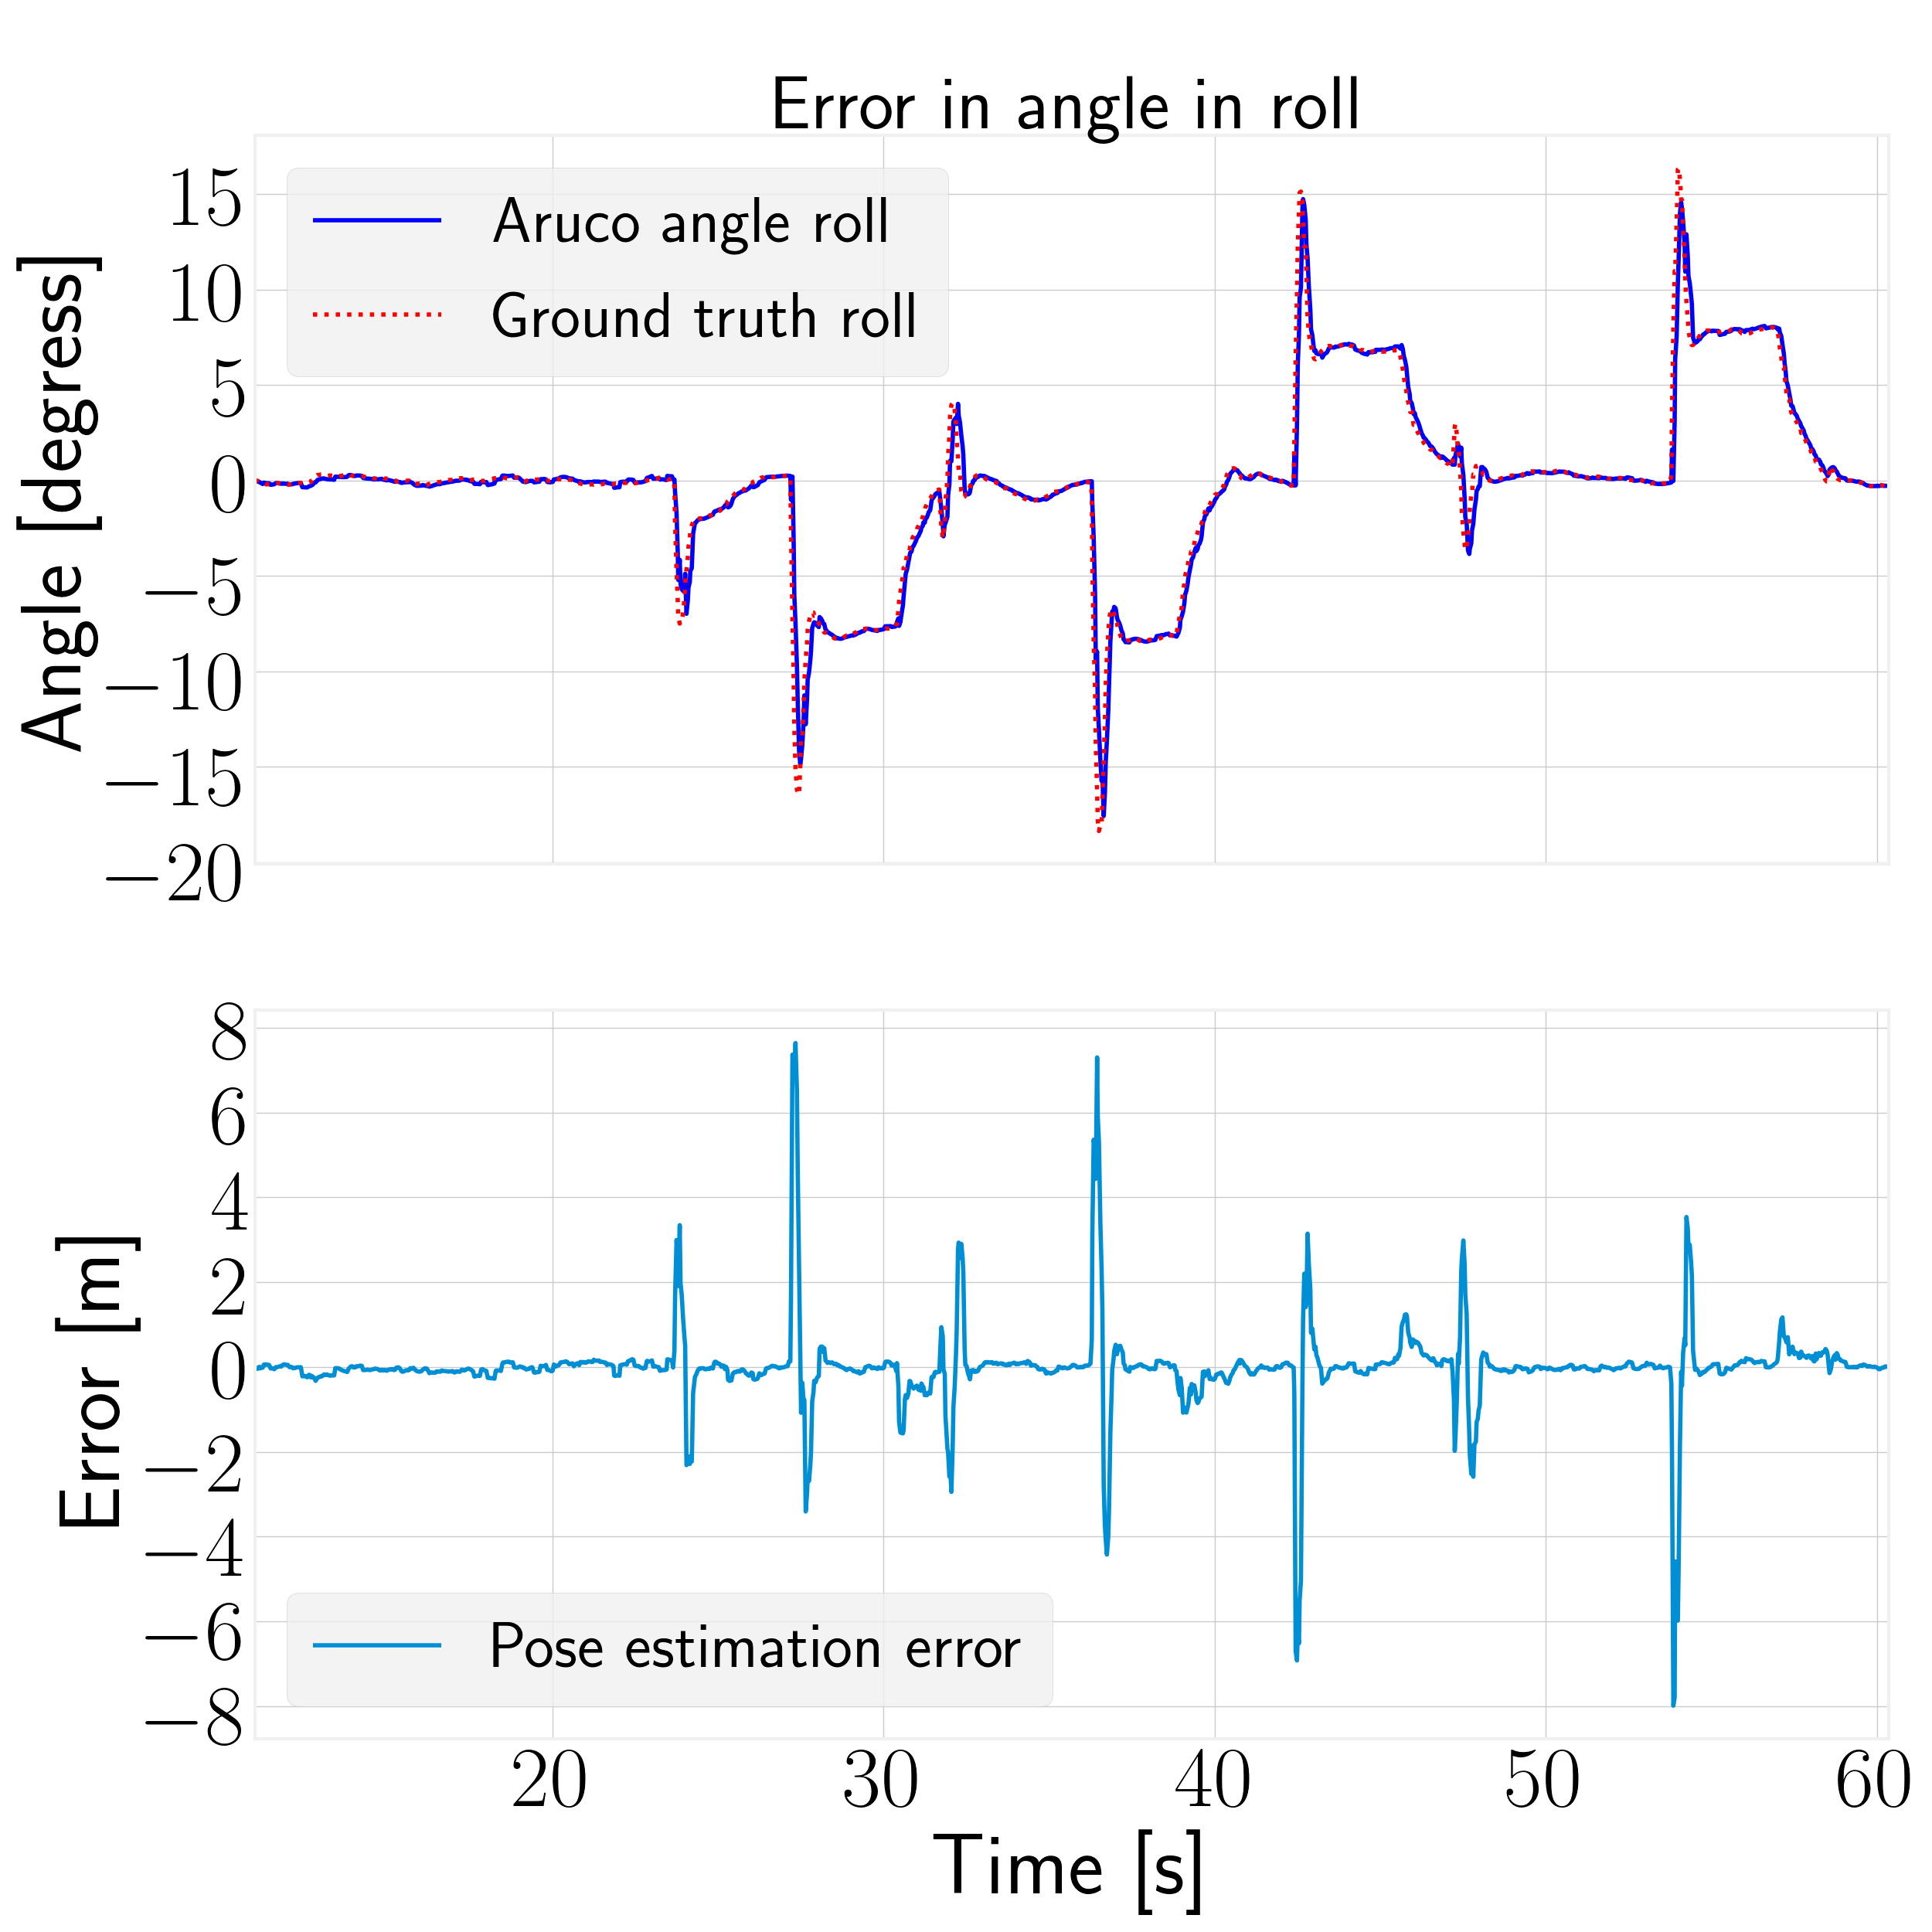 Error in angle in roll
Angle [degress]
15
10
5
0
−5
−10
−15
−20
Aruco angle roll
Ground truth roll
Error [m]
8
6
4
2
0
−2
−4
−6
−8
Pose estimation error
20 30 40 50 60
Time [s]